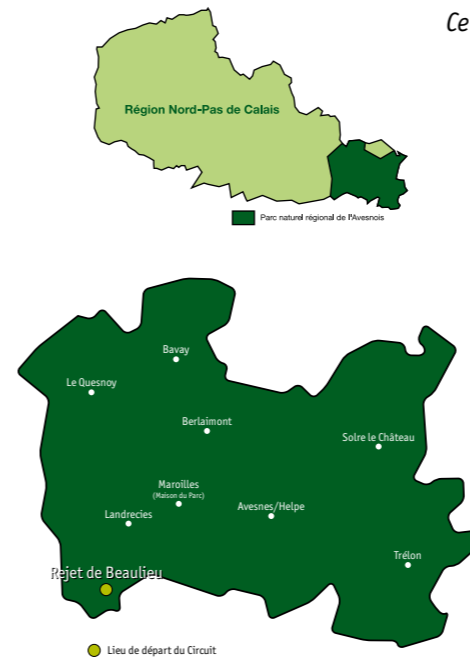 Ce
Région Nord-Pas de Calais
Parc naturel régional de l'Avesnois
Bavay
Le Quesnoy
Berlaimont
Solre le Château
Maroilles
(Maison du Parc)
Landrecies
Avesnes/Helpe
Trélon
Rejet de Beaulieu
Lieu de départ du Circuit